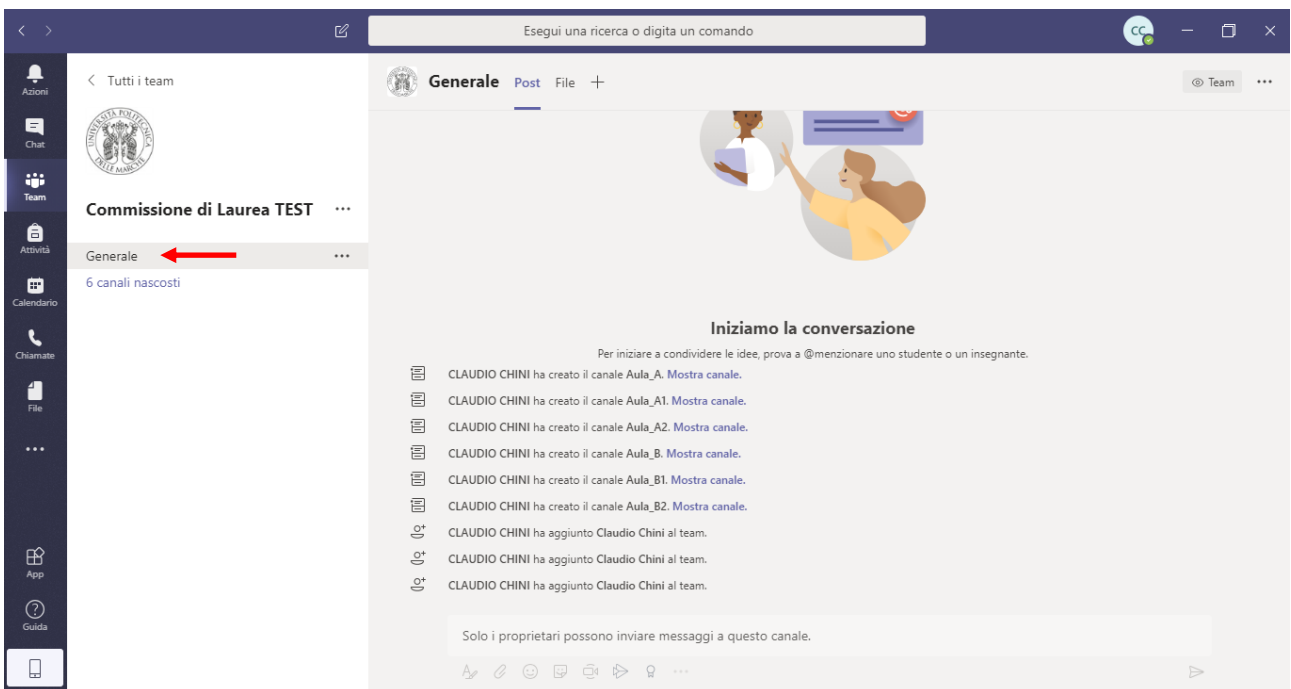 Esegui una ricerca o digita un comando
CC
Azioni
Chat
Team
Attività
Calendario
Chiamate
File
App
Guida
Tutti i team
UNIVERSITÀ POLITECNICA
DELLE MARCHE
Commissione di Laurea TEST
Generale
6 canali nascosti
Generale Post File
Team
Iniziamo la conversazione
Per iniziare a condividere le idee, prova a @menzionare uno studente o un insegnante.
CLAUDIO CHINI ha creato il canale Aula_A. Mostra canale.
CLAUDIO CHINI ha creato il canale Aula_A1. Mostra canale.
CLAUDIO CHINI ha creato il canale Aula_A2. Mostra canale.
CLAUDIO CHINI ha creato il canale Aula_B. Mostra canale.
CLAUDIO CHINI ha creato il canale Aula_B1. Mostra canale.
CLAUDIO CHINI ha creato il canale Aula_B2. Mostra canale.
CLAUDIO CHINI ha aggiunto Claudio Chini al team.
CLAUDIO CHINI ha aggiunto Claudio Chini al team.
CLAUDIO CHINI ha aggiunto Claudio Chini al team.
Solo i proprietari possono inviare messaggi a questo canale.